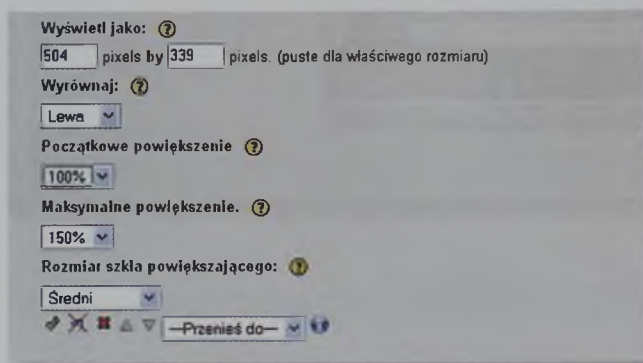 Wyświetl jako:
504 pixels by 339 pixels. (puste dla właściwego rozmiaru)
Wyrównaj:
Lewa
Początkowe powiększenie
100%
Maksymalne powiększenie.
150%
Rozmiar szkła powiększającego:
Średni
—Przenieś do—